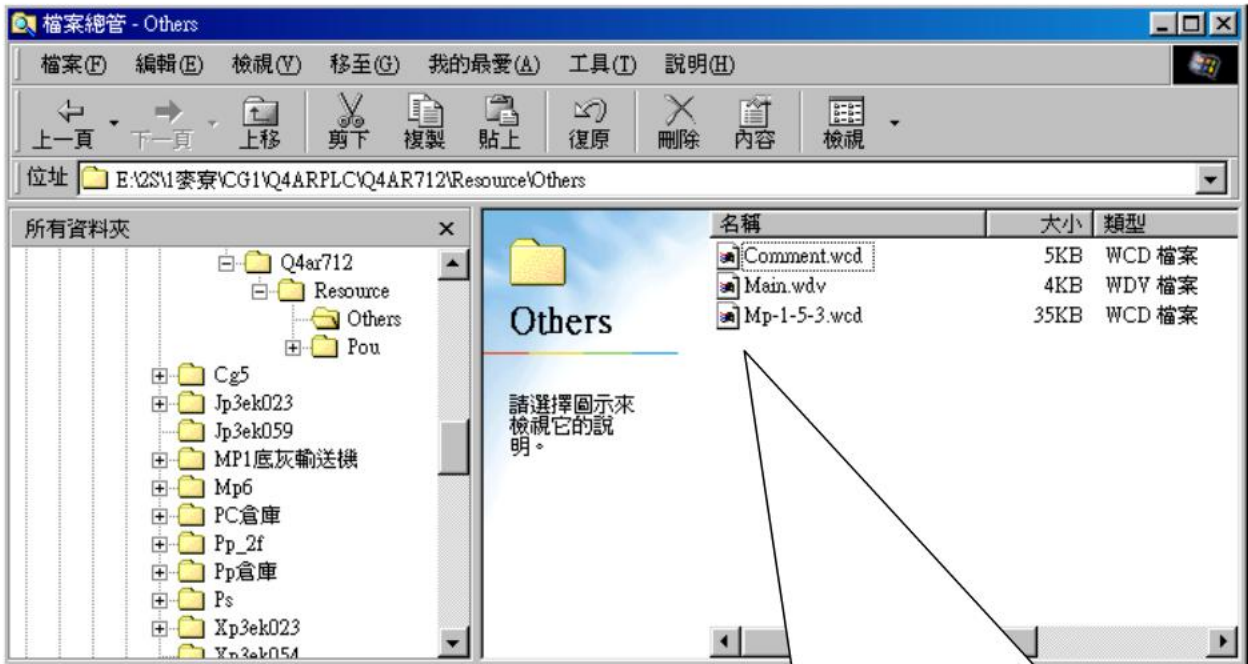 檔案總管 - Others
檔案(F) 編輯(E) 檢視(V) 移至(G) 我的最愛(A) 工具(T) 說明(H)
上一頁 下一頁 上移 剪下 複製 貼上 復原 刪除 內容 檢視
位址 E:\2S\1麥寮\CG1\Q4ARPLC\Q4AR712\Resource\Others
所有資料夾
Q4ar712
Resource
Others
Pou
Cg5
Jp3ek023
Jp3ek059
MP1底灰輸送機
Mp6
PC倉庫
Pp_2f
Pp倉庫
Ps
Xp3ek023
Xp3ek054
Others
請選擇圖示來
檢視它的說
明。
名稱 大小 類型
Comment.wcd 5KB WCD 檔案
Main.wdv 4KB WDV 檔案
Mp-1-5-3.wcd 35KB WCD 檔案